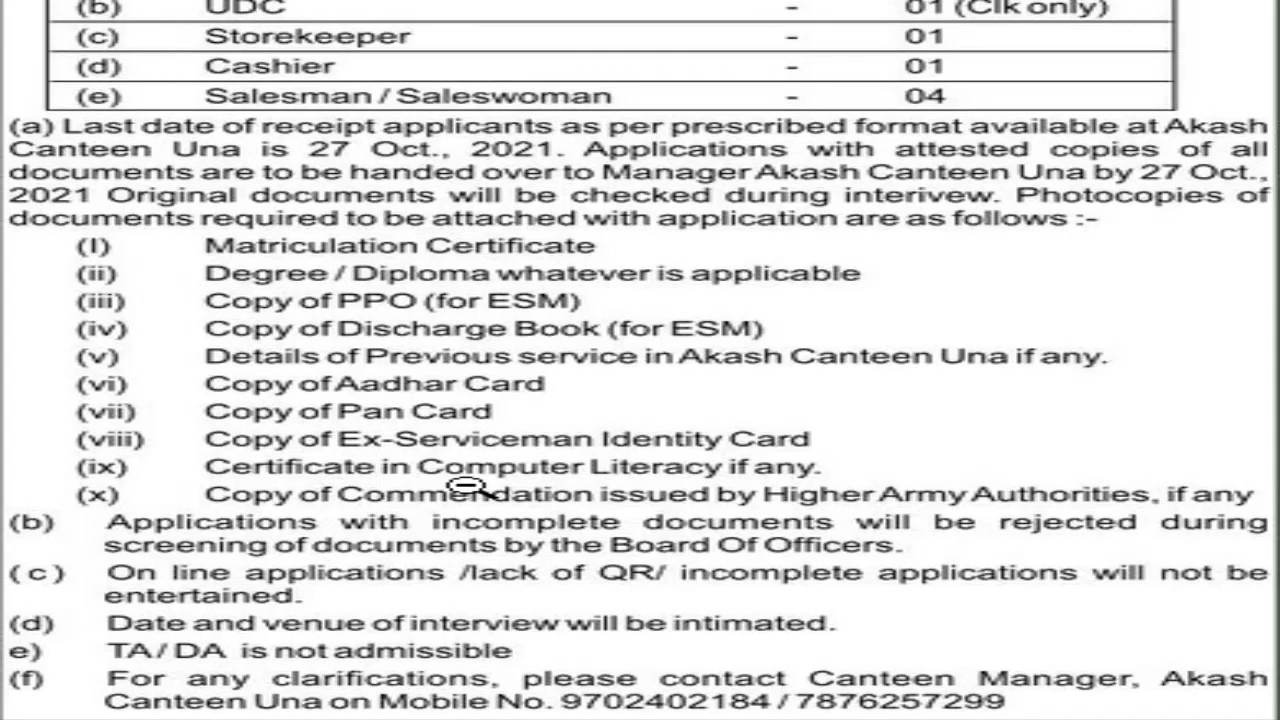 (b) UDC - 01 (Clk only)
(c) Storekeeper - 01
(d) Cashier - 01
(e) Salesman / Saleswoman - 04
(a) Last date of receipt applicants as per prescribed format available at Akash
Canteen Una is 27 Oct., 2021. Applications with attested copies of all
documents are to be handed over to Manager Akash Canteen Una by 27 Oct.,
2021 Original documents will be checked during interivew. Photocopies of
documents required to be attached with application are as follows :-
(I) Matriculation Certificate
(ii) Degree / Diploma whatever is applicable
(iii) Copy of PPO (for ESM)
(iv) Copy of Discharge Book (for ESM)
(v) Details of Previous service in Akash Canteen Una if any.
(vi) Copy of Aadhar Card
(vii) Copy of Pan Card
(viii) Copy of Ex-Serviceman Identity Card
(ix) Certificate in Computer Literacy if any.
(x) Copy of Commendation issued by Higher Army Authorities, if any
(b) Applications with incomplete documents will be rejected during
screening of documents by the Board Of Officers.
(c) On line applications /lack of QR/ incomplete applications will not be
entertained.
(d) Date and venue of interview will be intimated.
e) TA / DA is not admissible
(f) For any clarifications, please contact Canteen Manager, Akash
Canteen Una on Mobile No. 9702402184 / 7876257299